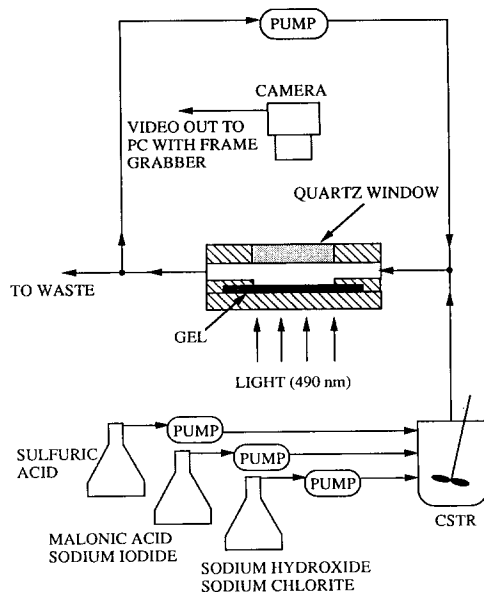 PUMP
CAMERA
VIDEO OUT TO
PC WITH FRAME
GRABBER
QUARTZ WINDOW
TO WASTE
GEL
LIGHT (490 nm)
PUMP
SULFURIC
ACID
PUMP
MALONIC ACID
SODIUM IODIDE
PUMP
SODIUM HYDROXIDE
SODIUM CHLORITE
CSTR